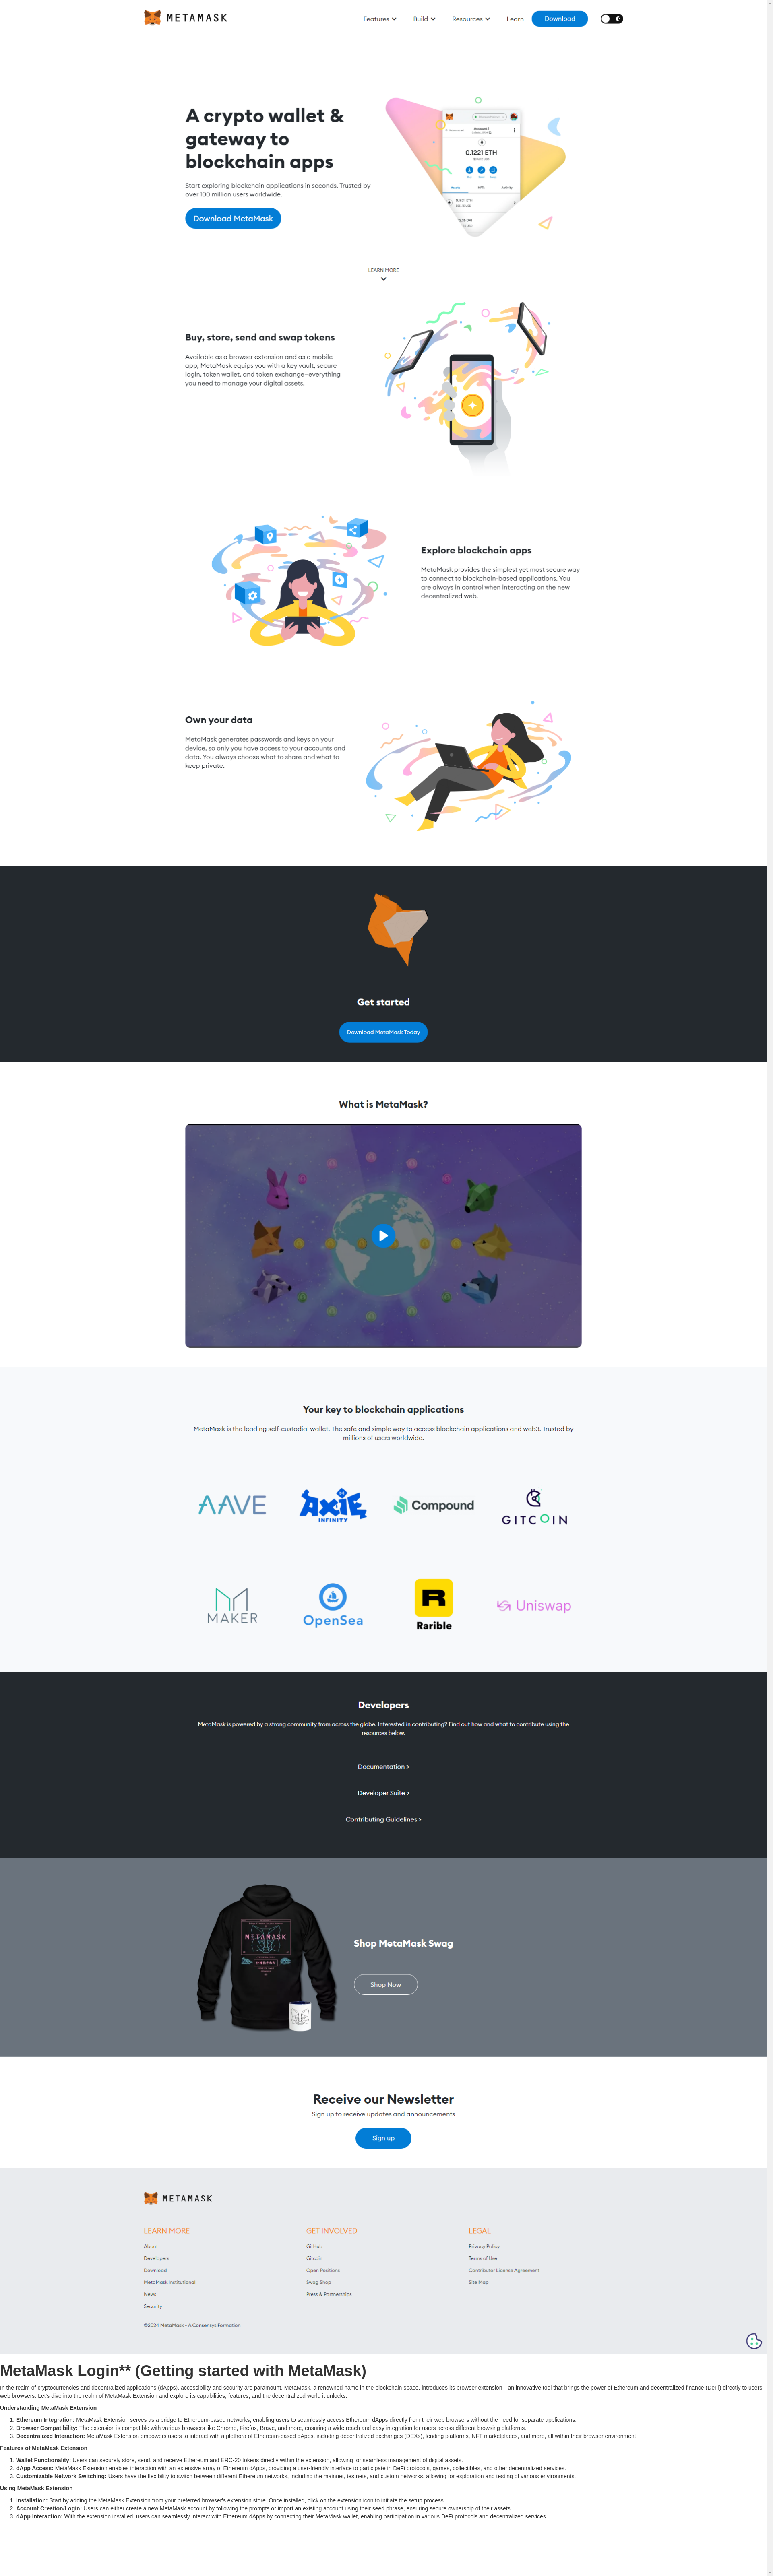 METAMASK
Features
Build
Resources
Learn
Download
A crypto wallet &
gateway to
blockchain apps
Start exploring blockchain applications in seconds. Trusted by
over 100 million users worldwide.
Download MetaMask
0.1221 ETH
LEARN MORE
Buy, store, send and swap tokens
Available as a browser extension and as a mobile
app, MetaMask equips you with a key vault, secure
login, token wallet, and token exchange—everything
you need to manage your digital assets.
Explore blockchain apps
MetaMask provides the simplest yet most secure way
to connect to blockchain-based applications. You
are always in control when interacting on the new
decentralized web.
Own your data
MetaMask generates passwords and keys on your
device, so only you have access to your accounts and
data. You always choose what to share and what to
keep private.
Get started
Download MetaMask Today
What is MetaMask?
Your key to blockchain applications
MetaMask is the leading self-custodial wallet. The safe and simple way to access blockchain applications and web3. Trusted by
millions of users worldwide.
AAVE
AXIE
INFINITY
Compound
GITCOIN
MAKER
OpenSea
R
Rarible
Uniswap
Developers
MetaMask is powered by a strong community from across the globe. Interested in contributing? Find out how and what to contribute using the
resources below.
Documentation >
Developer Suite >
Contributing Guidelines >
METAMASK
Shop MetaMask Swag
Shop Now
Receive our Newsletter
Sign up to receive updates and announcements
Sign up
METAMASK
LEARN MORE
About
Developers
Download
MetaMask Institutional
News
Security
GET INVOLVED
GitHub
Gitcoin
Open Positions
Swag Shop
Press & Partnerships
LEGAL
Privacy Policy
Terms of Use
Contributor License Agreement
Site Map
©2024 MetaMask • A Consensys Formation
MetaMask Login** (Getting started with MetaMask)
In the realm of cryptocurrencies and decentralized applications (dApps), accessibility and security are paramount. MetaMask, a renowned name in the blockchain space, introduces its browser extension—an innovative tool that brings the power of Ethereum and decentralized finance (DeFi) directly to users'
web browsers. Let's dive into the realm of MetaMask Extension and explore its capabilities, features, and the decentralized world it unlocks.
Understanding MetaMask Extension
1. Ethereum Integration: MetaMask Extension serves as a bridge to Ethereum-based networks, enabling users to seamlessly access Ethereum dApps directly from their web browsers without the need for separate applications.
2. Browser Compatibility: The extension is compatible with various browsers like Chrome, Firefox, Brave, and more, ensuring a wide reach and easy integration for users across different browsing platforms.
3. Decentralized Interaction: MetaMask Extension empowers users to interact with a plethora of Ethereum-based dApps, including decentralized exchanges (DEXs), lending platforms, NFT marketplaces, and more, all within their browser environment.
Features of MetaMask Extension
1. Wallet Functionality: Users can securely store, send, and receive Ethereum and ERC-20 tokens directly within the extension, allowing for seamless management of digital assets.
2. dApp Access: MetaMask Extension enables interaction with an extensive array of Ethereum dApps, providing a user-friendly interface to participate in DeFi protocols, games, collectibles, and other decentralized services.
3. Customizable Network Switching: Users have the flexibility to switch between different Ethereum networks, including the mainnet, testnets, and custom networks, allowing for exploration and testing of various environments.
Using MetaMask Extension
1. Installation: Start by adding the MetaMask Extension from your preferred browser's extension store. Once installed, click on the extension icon to initiate the setup process.
2. Account Creation/Login: Users can either create a new MetaMask account by following the prompts or import an existing account using their seed phrase, ensuring secure ownership of their assets.
3. dApp Interaction: With the extension installed, users can seamlessly interact with Ethereum dApps by connecting their MetaMask wallet, enabling participation in various DeFi protocols and decentralized services.